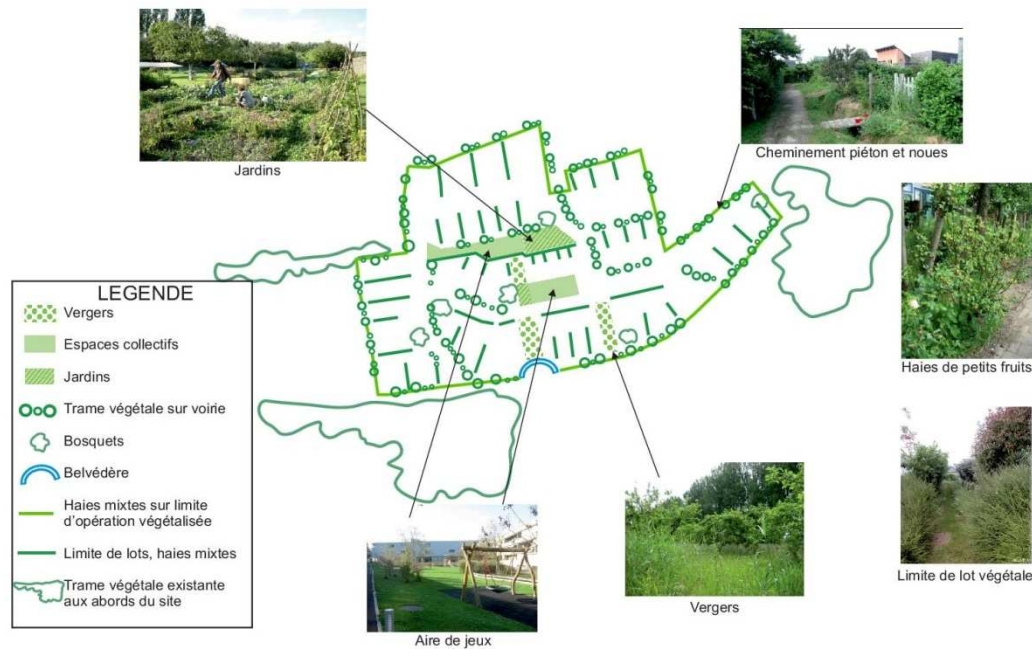 Jardins
Cheminement piéton et noues
Haies de petits fruits
LEGENDE
Vergers
Espaces collectifs
Jardins
Trame végétale sur voirie
Bosquets
Belvédère
Haies mixtes sur limite
d'opération végétalisée
Limite de lots, haies mixtes
Trame végétale existante
aux abords du site
Limite de lot végétale
Vergers
Aire de jeux